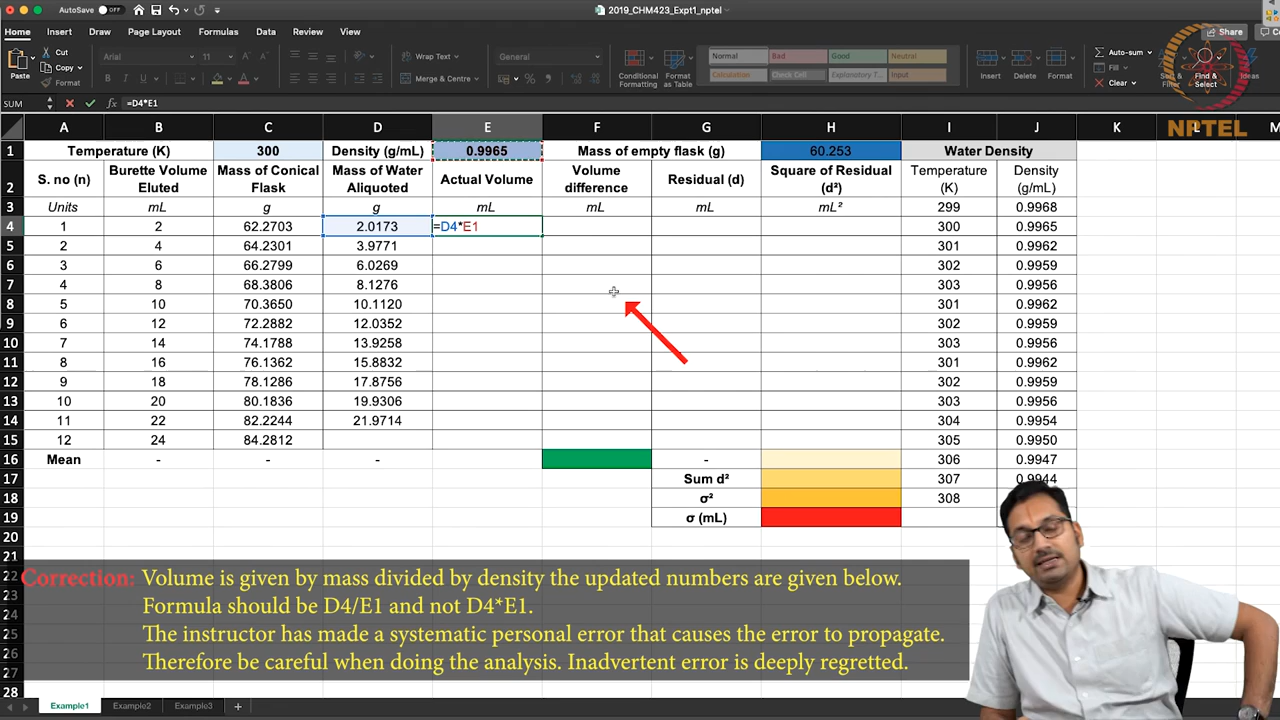 AutoSave OFF
2019_CHM423_Expt1_nptel
Home Insert Draw Page Layout Formulas Data Review View Share
Paste Cut Copy Format Arial 11 Wrap Text Merge & Centre General Conditional Formatting Format as Table Normal Bad Good Neutral Calculation Check Cell Explanatory T... Input Insert Delete Format Auto-sum Fill Clear Find & Select Ideas
NPTEL
SUM fx =D4*E1
A B C D E F G H I J K L M
1 Temperature (K) 300 Density (g/mL) 0.9965 Mass of empty flask (g) 60.253 Water Density
2 S. no (n) Burette Volume Eluted Mass of Conical Flask Mass of Water Aliquoted Actual Volume Volume difference Residual (d) Square of Residual (d²) Temperature (K) Density (g/mL)
3 Units mL g g mL mL mL mL² 299 0.9968
4 1 2 62.2703 2.0173 =D4*E1 300 0.9965
5 2 4 64.2301 3.9771 301 0.9962
6 3 6 66.2799 6.0269 302 0.9959
7 4 8 68.3806 8.1276 303 0.9956
8 5 10 70.3650 10.1120 301 0.9962
9 6 12 72.2882 12.0352 302 0.9959
10 7 14 74.1788 13.9258 303 0.9956
11 8 16 76.1362 15.8832 301 0.9962
12 9 18 78.1286 17.8756 302 0.9959
13 10 20 80.1836 19.9306 303 0.9956
14 11 22 82.2244 21.9714 304 0.9954
15 12 24 84.2812 305 0.9950
16 Mean - - - - 306 0.9947
17 Sum d² 307 0.9944
18 σ² 308
19 σ (mL)
20
21
22
23
24
25
26
27
28
Correction: Volume is given by mass divided by density the updated numbers are given below.
Formula should be D4/E1 and not D4*E1.
The instructor has made a systematic personal error that causes the error to propagate.
Therefore be careful when doing the analysis. Inadvertent error is deeply regretted.
Example1 Example2 Example3 +